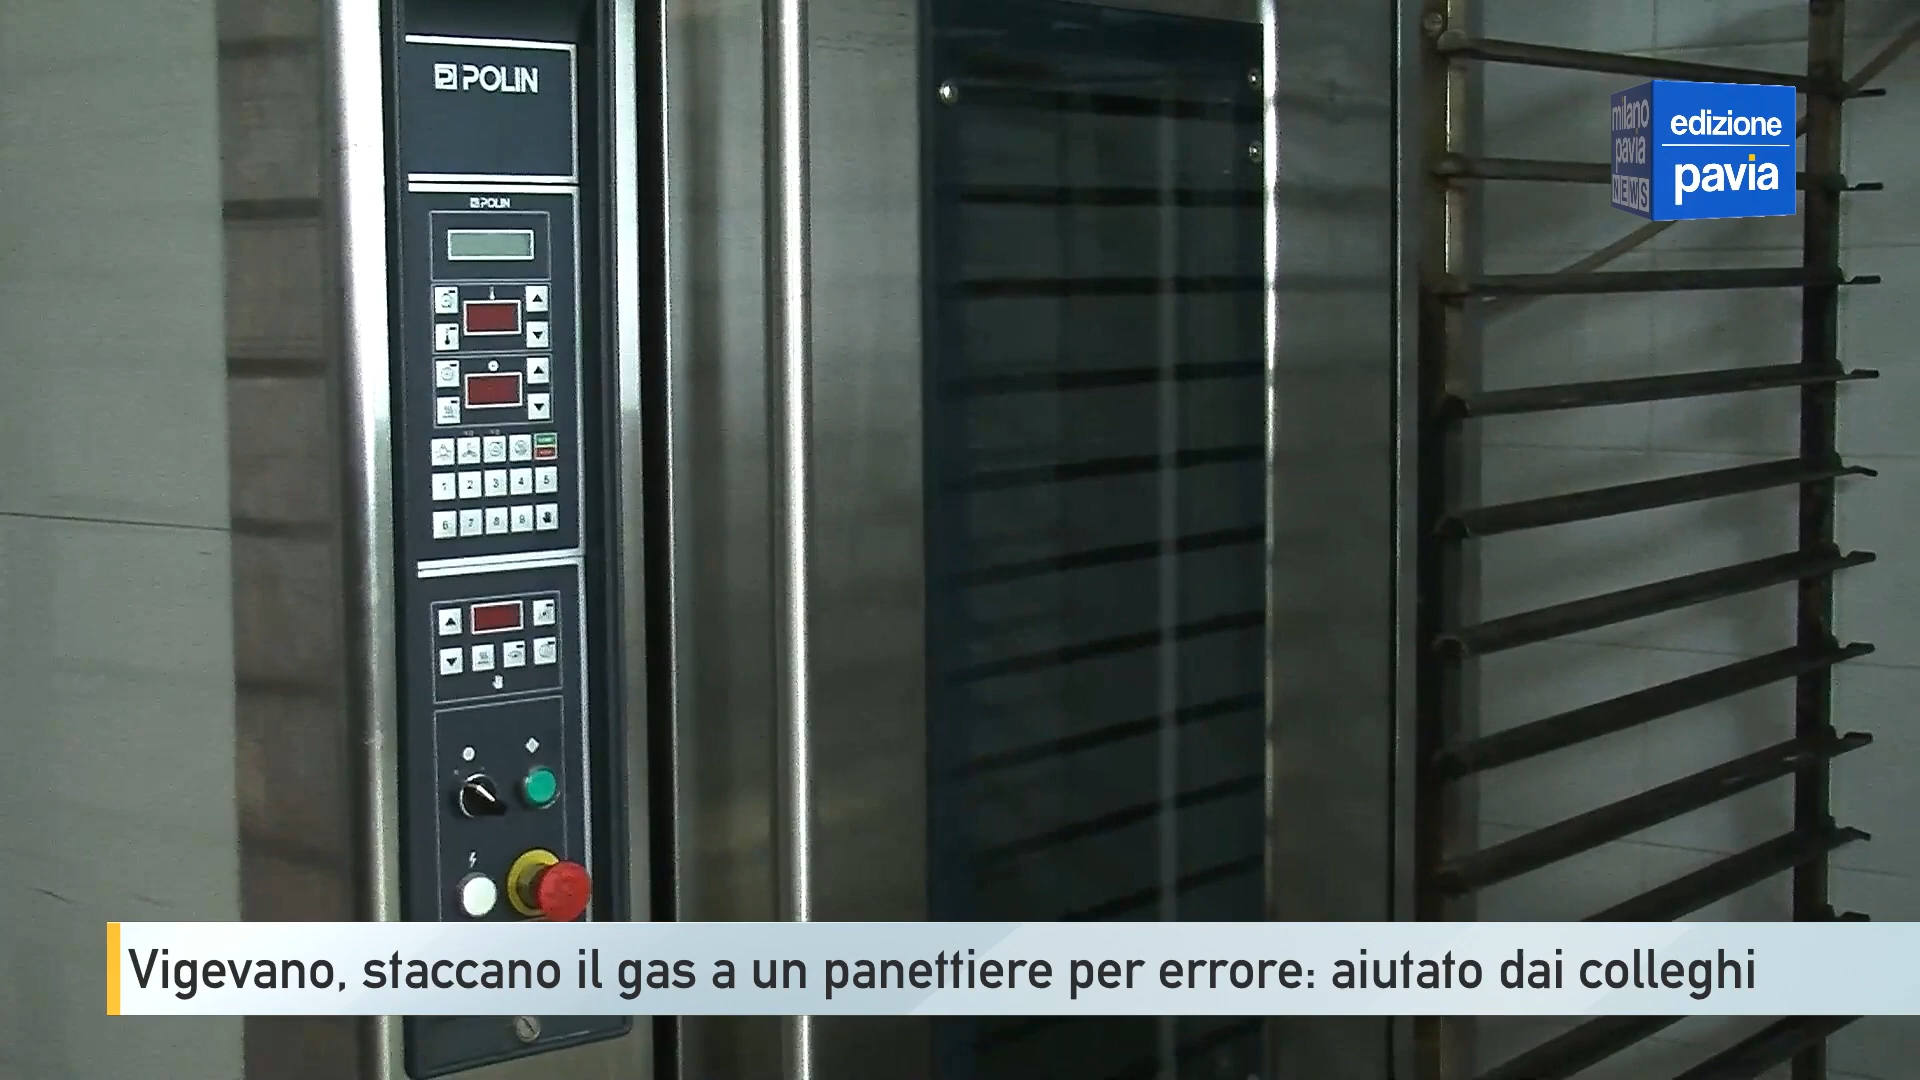 POLIN
milano
pavia
NEWS
edizione
pavia
POLIN
1 2 3 4 5
6 7 8 9
Vigevano, staccano il gas a un panettiere per errore: aiutato dai colleghi